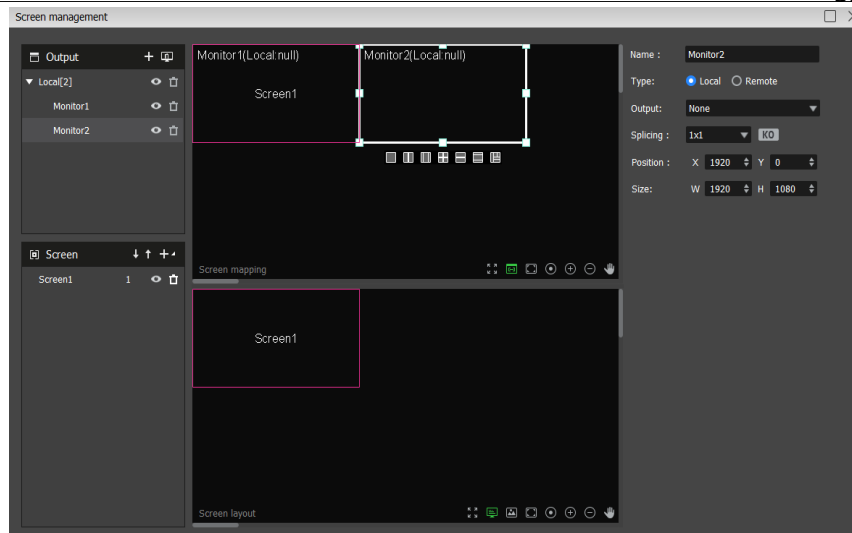 Screen management
Output
Local[2]
Monitor1
Monitor2
Screen
Screen1 1
Monitor1(Local:null) Monitor2(Local:null)
Screen1
Screen mapping
Screen1
Screen layout
Name : Monitor2
Type: Local Remote
Output: None
Splicing : 1x1 KO
Position : X 1920 Y 0
Size: W 1920 H 1080